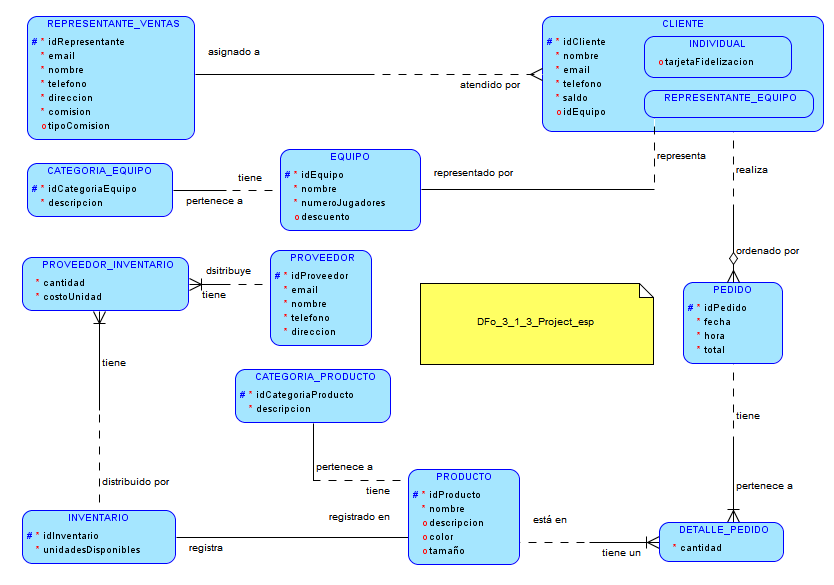 REPRESENTANTE_VENTAS
# * idRepresentante
* email
* nombre
* telefono
* direccion
* comision
o tipoComision
asignado a
atendido por
CLIENTE
# * idCliente
* nombre
* email
* telefono
* saldo
o idEquipo
INDIVIDUAL
o tarjetaFidelizacion
REPRESENTANTE_EQUIPO
CATEGORIA_EQUIPO
# * idCategoriaEquipo
* descripcion
tiene
pertenece a
EQUIPO
# * idEquipo
* nombre
* numeroJugadores
o descuento
representado por
representa
realiza
ordenado por
PROVEEDOR_INVENTARIO
* cantidad
* costoUnidad
dsitribuye
tiene
PROVEEDOR
# * idProveedor
* email
* nombre
* telefono
* direccion
DFo_3_1_3_Project_esp
PEDIDO
# * idPedido
* fecha
* hora
* total
tiene
distribuido por
CATEGORIA_PRODUCTO
# * idCategoriaProducto
* descripcion
pertenece a
tiene
tiene
pertenece a
INVENTARIO
# * idInventario
* unidadesDisponibles
registrado en
registra
PRODUCTO
# * idProducto
* nombre
o descripcion
o color
o tamaño
está en
tiene un
DETALLE_PEDIDO
* cantidad